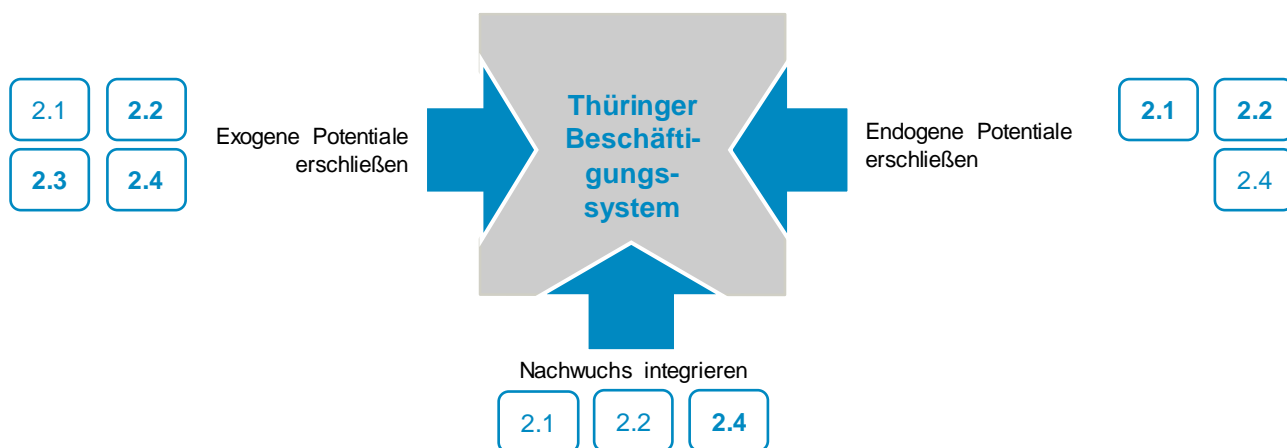 2.1 2.2
2.3 2.4
Exogene Potentiale
erschließen
Thüringer
Beschäfti-
gungs-
system
Endogene Potentiale
erschließen
2.1 2.2
2.4
Nachwuchs integrieren
2.1 2.2 2.4